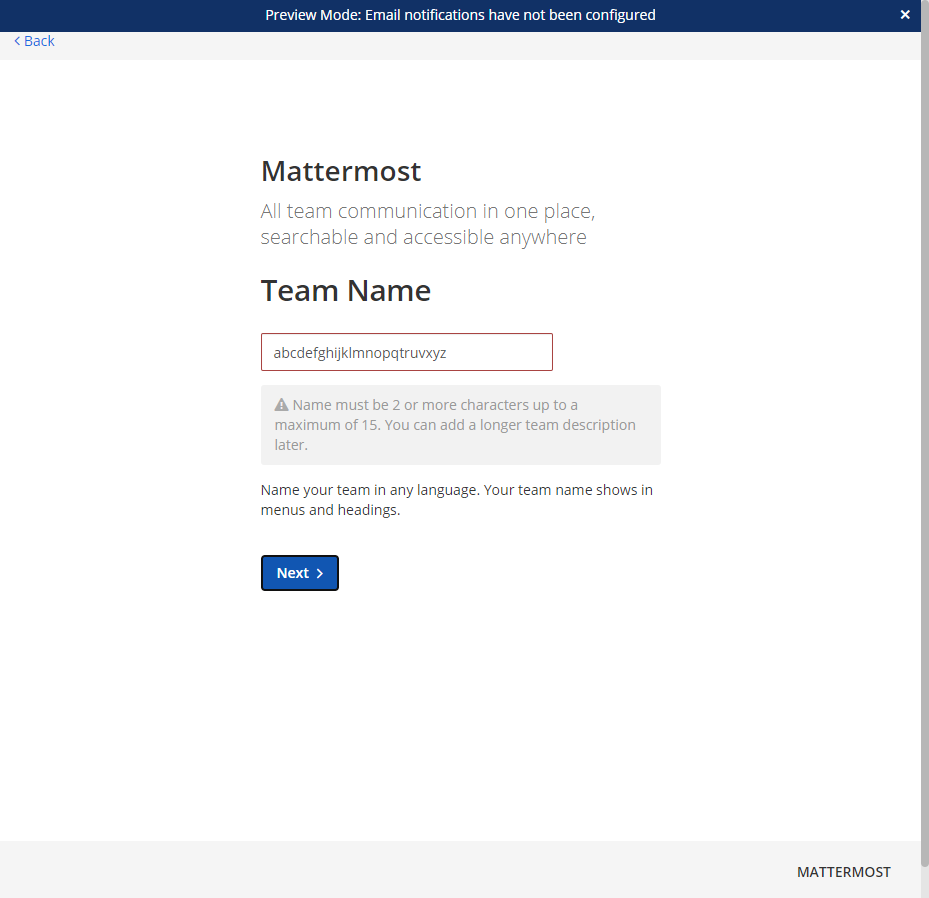 Preview Mode: Email notifications have not been configured
Back
Mattermost
All team communication in one place,
searchable and accessible anywhere
Team Name
abcdefghijklmnopqtruvxyz
Name must be 2 or more characters up to a
maximum of 15. You can add a longer team description
later.
Name your team in any language. Your team name shows in
menus and headings.
Next
MATTERMOST